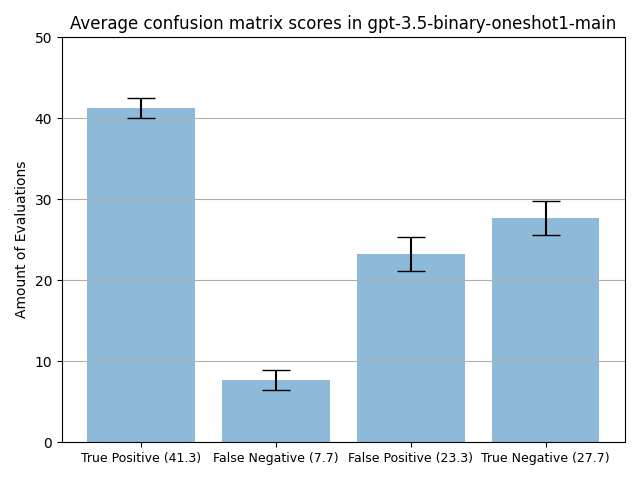 Average confusion matrix scores in gpt-3.5-binary-oneshot1-main
Amount of Evaluations
50
40
30
20
10
0
True Positive (41.3)
False Negative (7.7)
False Positive (23.3)
True Negative (27.7)